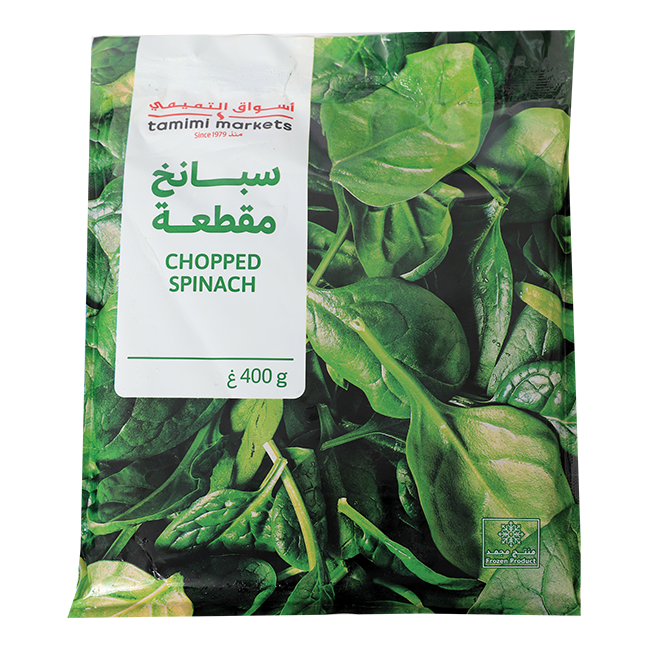 أسواق التميمي
tamimi markets
Since 1979 منذ
سبانخ
مقطعة
CHOPPED
SPINACH
400 g غ
منتج مجمد
Frozen Product